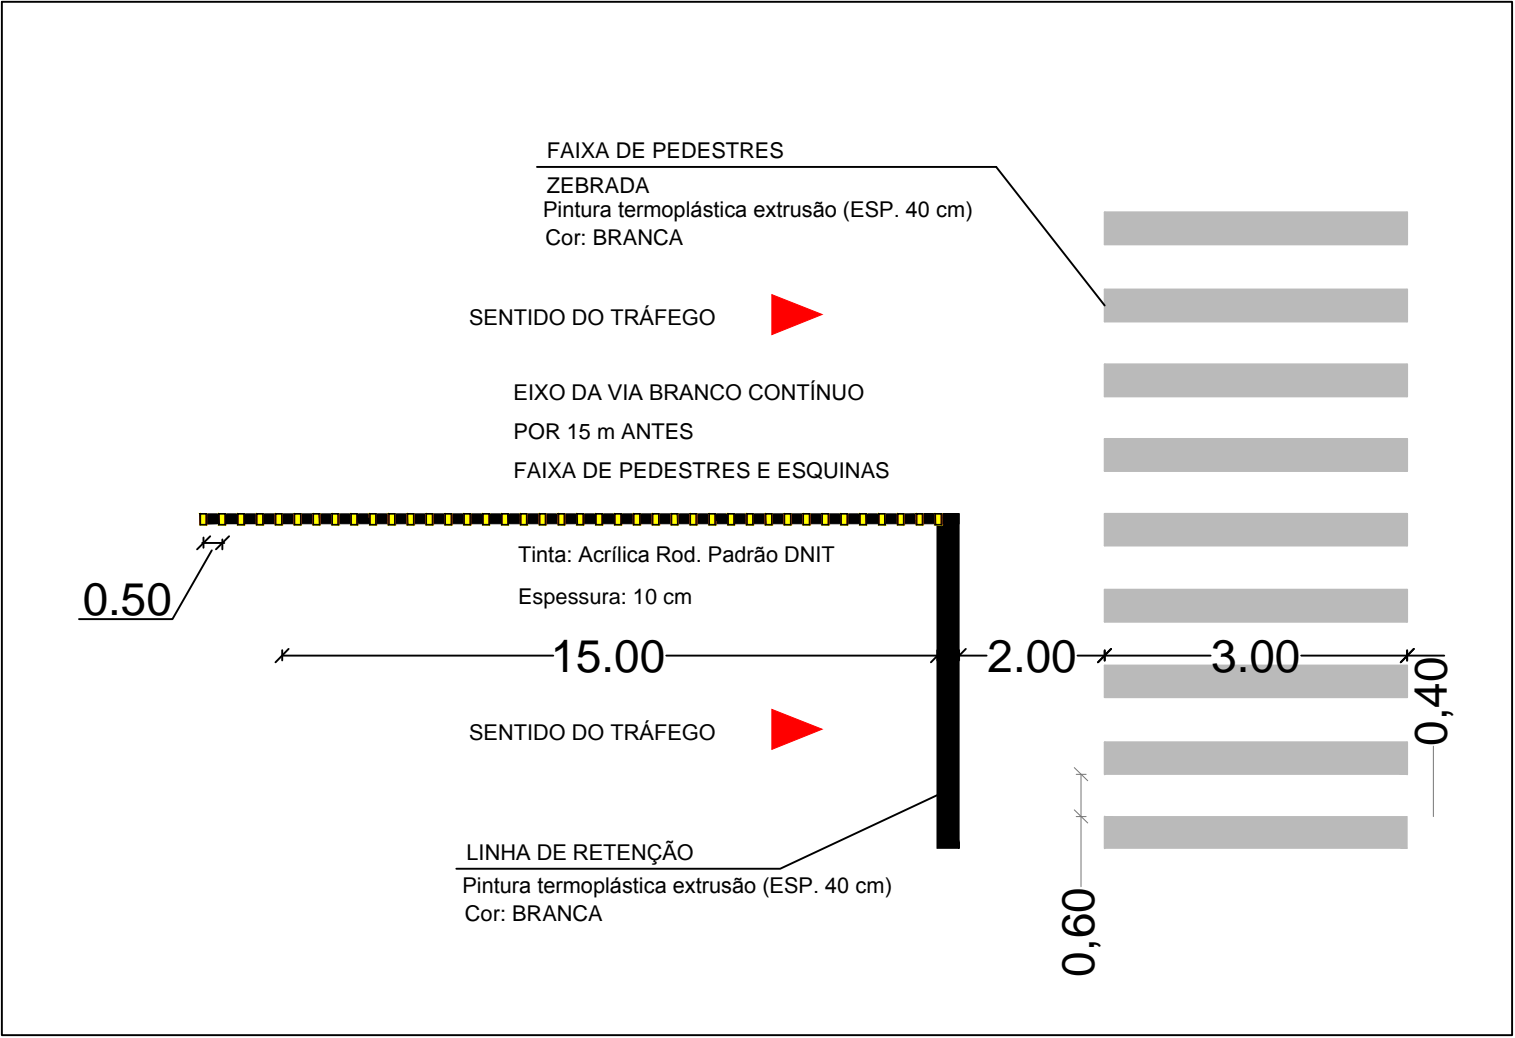 FAIXA DE PEDESTRES
ZEBRADA
Pintura termoplástica extrusão (ESP. 40 cm)
Cor: BRANCA
SENTIDO DO TRÁFEGO
EIXO DA VIA BRANCO CONTÍNUO
POR 15 m ANTES
FAIXA DE PEDESTRES E ESQUINAS
Tinta: Acrílica Rod. Padrão DNIT
Espessura: 10 cm
0.50
15.00
2.00
3.00
0,40
SENTIDO DO TRÁFEGO
LINHA DE RETENÇÃO
Pintura termoplástica extrusão (ESP. 40 cm)
Cor: BRANCA
0,60